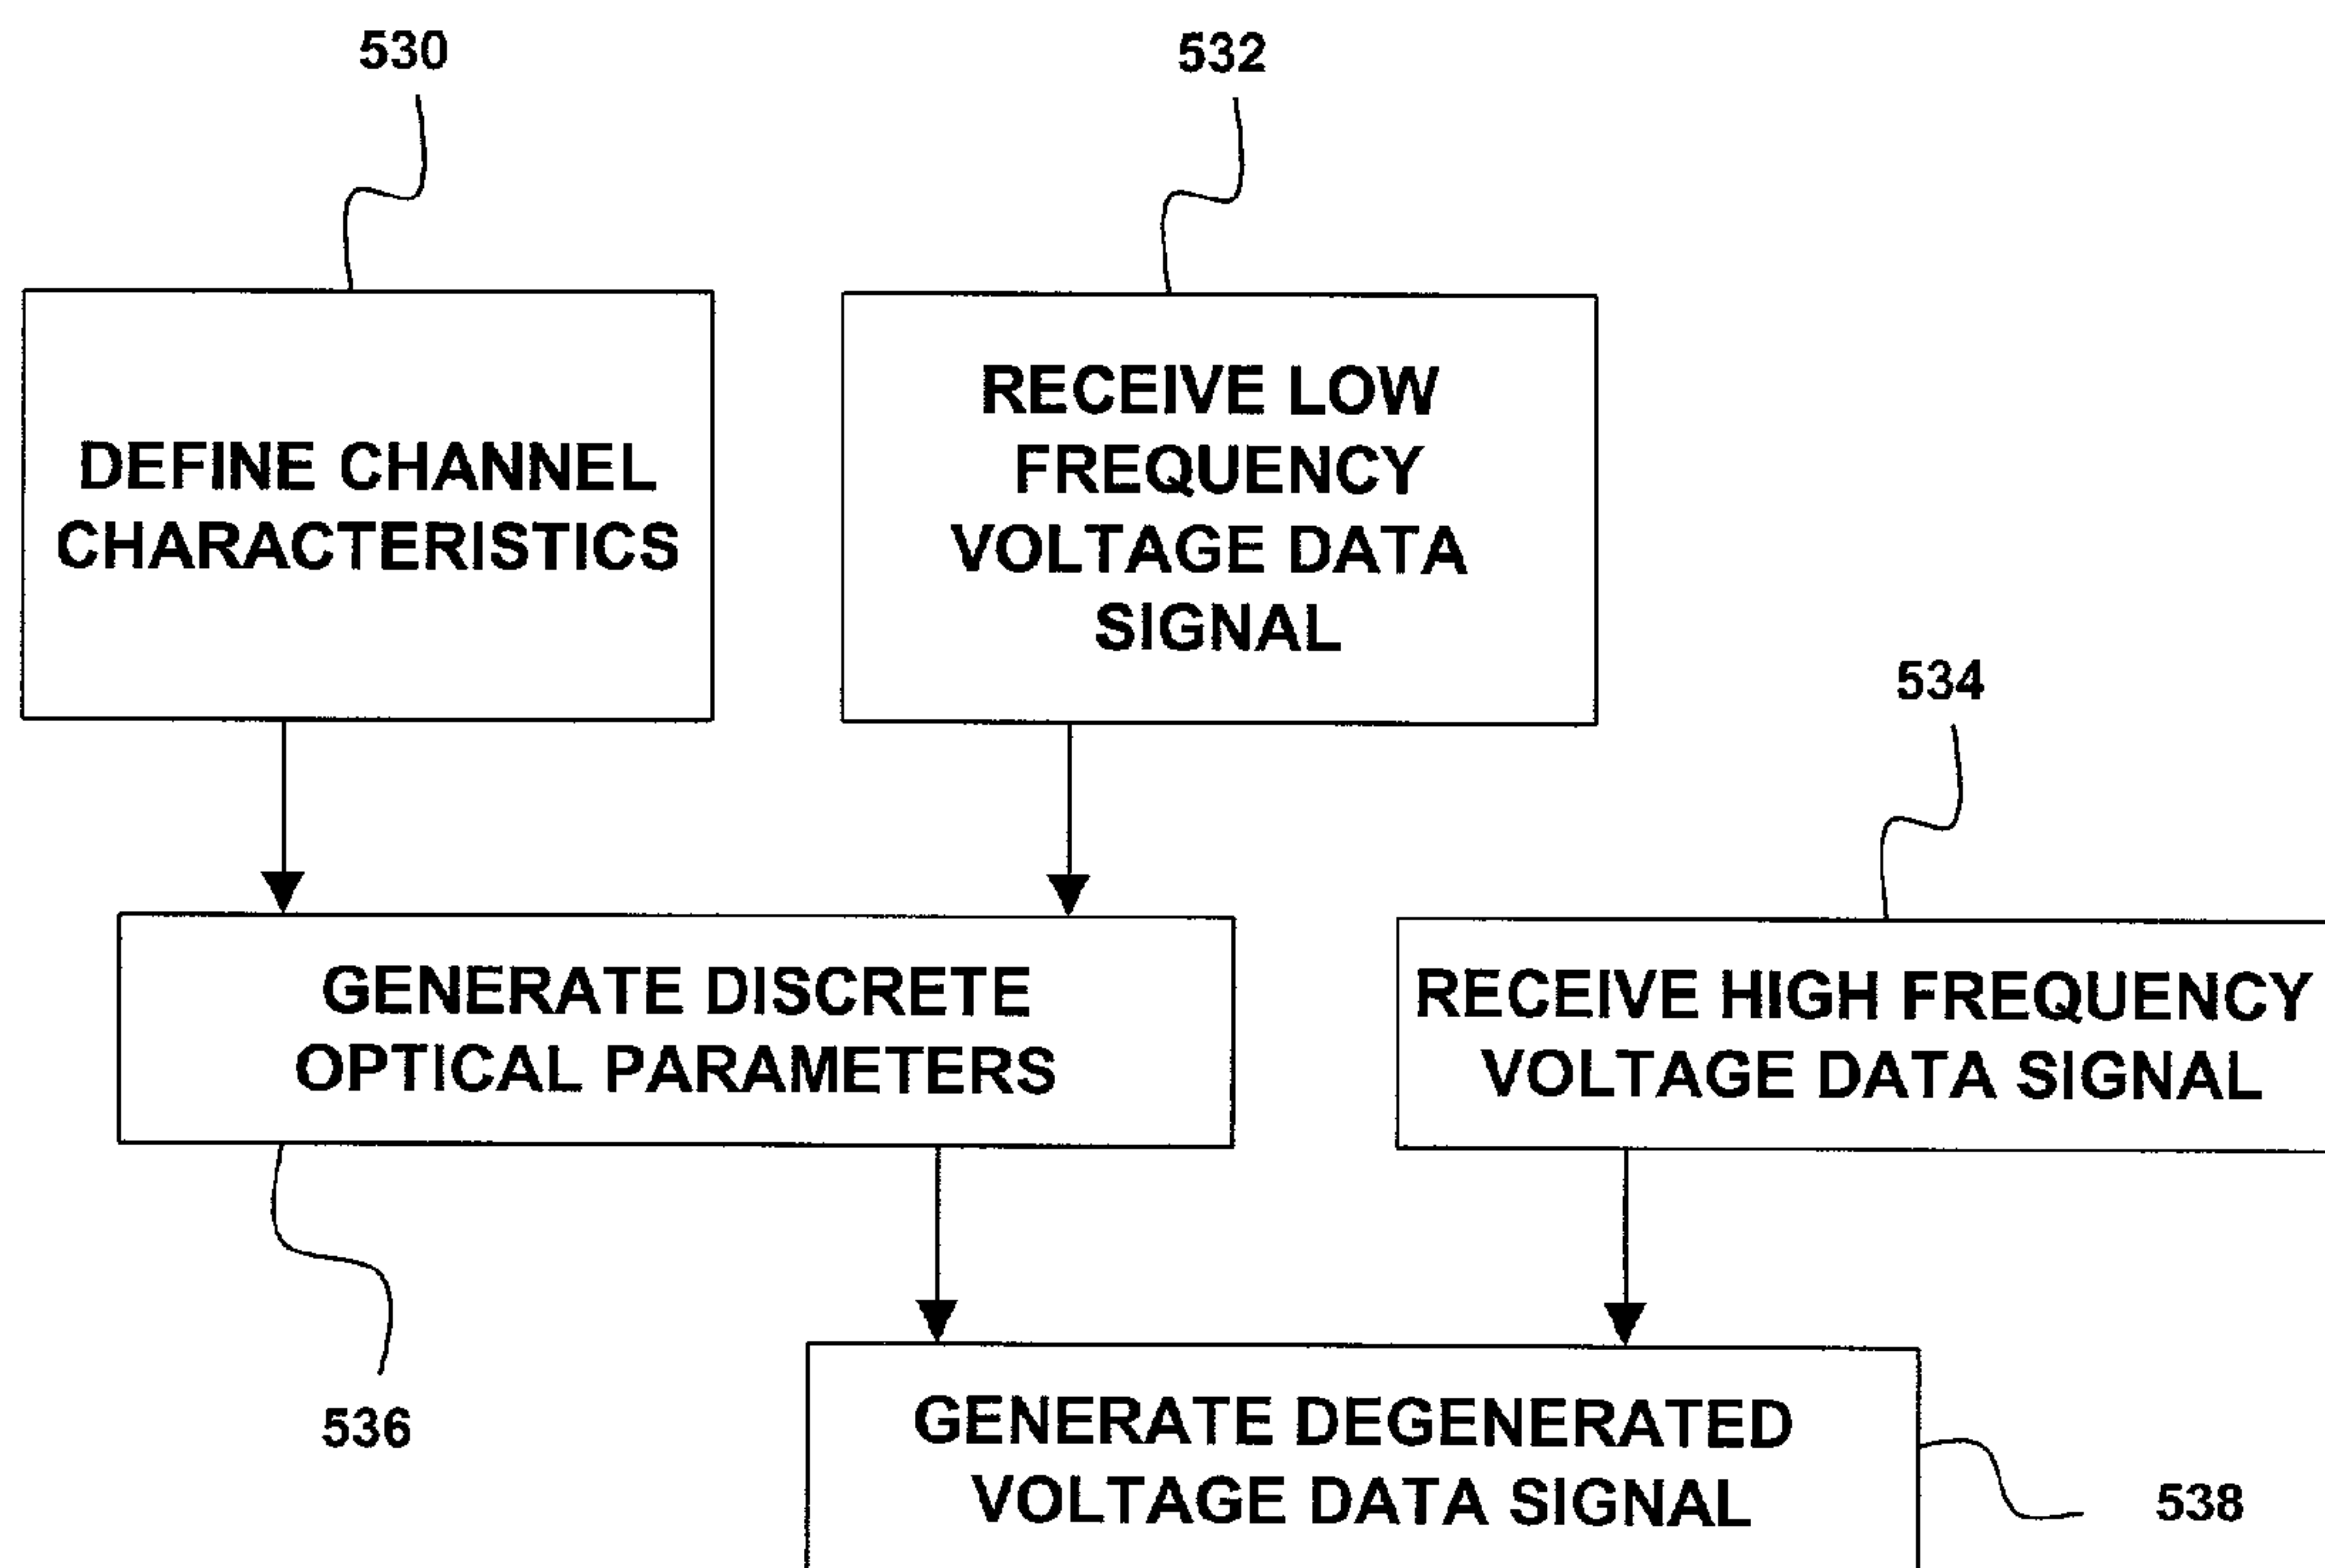 530
532
DEFINE CHANNEL
CHARACTERISTICS
RECEIVE LOW
FREQUENCY
VOLTAGE DATA
SIGNAL
534
GENERATE DISCRETE
OPTICAL PARAMETERS
RECEIVE HIGH FREQUENCY
VOLTAGE DATA SIGNAL
536
GENERATE DEGENERATED
VOLTAGE DATA SIGNAL
538